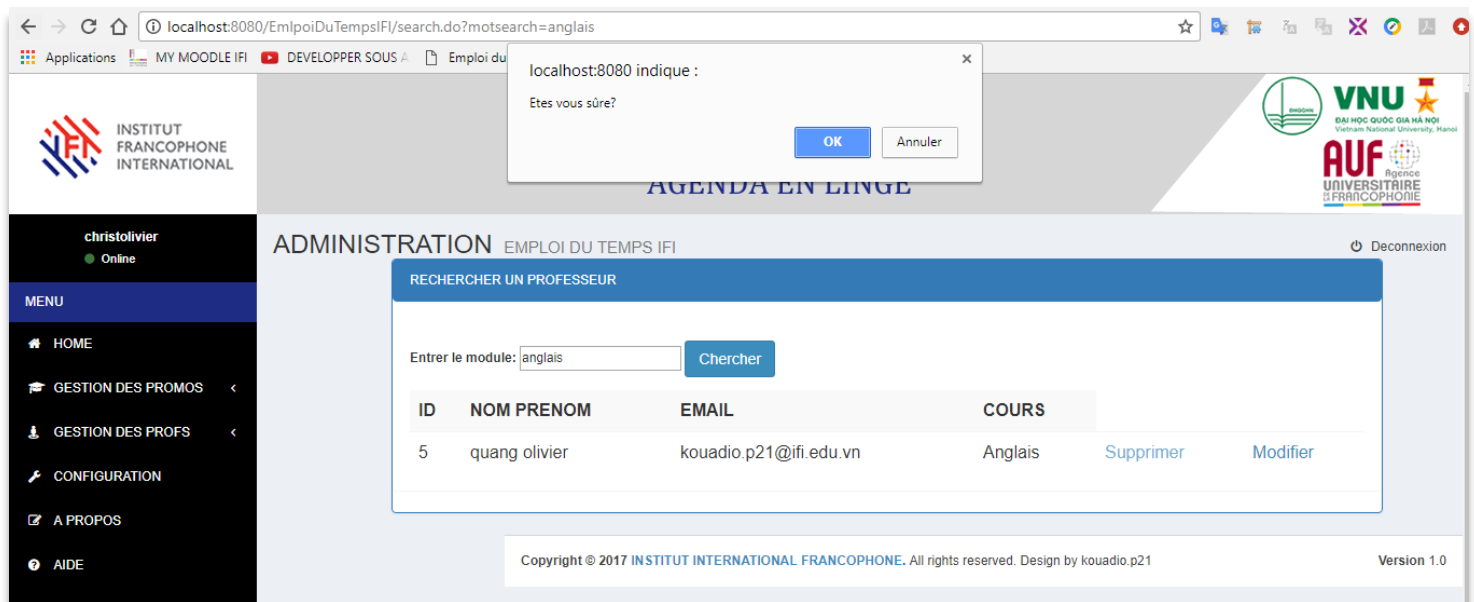 localhost:8080/EmlpoiDuTempsIFI/search.do?motsearch=anglais
Applications MY MOODLE IFI DEVELOPPER SOUS A Emploi du
localhost:8080 indique :
Etes vous sûre?
OK Annuler
INSTITUT
FRANCOPHONE
INTERNATIONAL
AGENDA EN LINGE
VNU
ĐẠI HỌC QUỐC GIA HÀ NỘI
Vietnam National University, Hanoi
AUF
Agence
UNIVERSITAIRE
DE LA FRANCOPHONIE
christolivier
Online
ADMINISTRATION EMPLOI DU TEMPS IFI
Deconnexion
MENU
HOME
GESTION DES PROMOS
GESTION DES PROFS
CONFIGURATION
A PROPOS
AIDE
RECHERCHER UN PROFESSEUR
Entrer le module: anglais Chercher
ID NOM PRENOM EMAIL COURS
5 quang olivier kouadio.p21@ifi.edu.vn Anglais Supprimer Modifier
Copyright © 2017 INSTITUT INTERNATIONAL FRANCOPHONE. All rights reserved. Design by kouadio.p21
Version 1.0